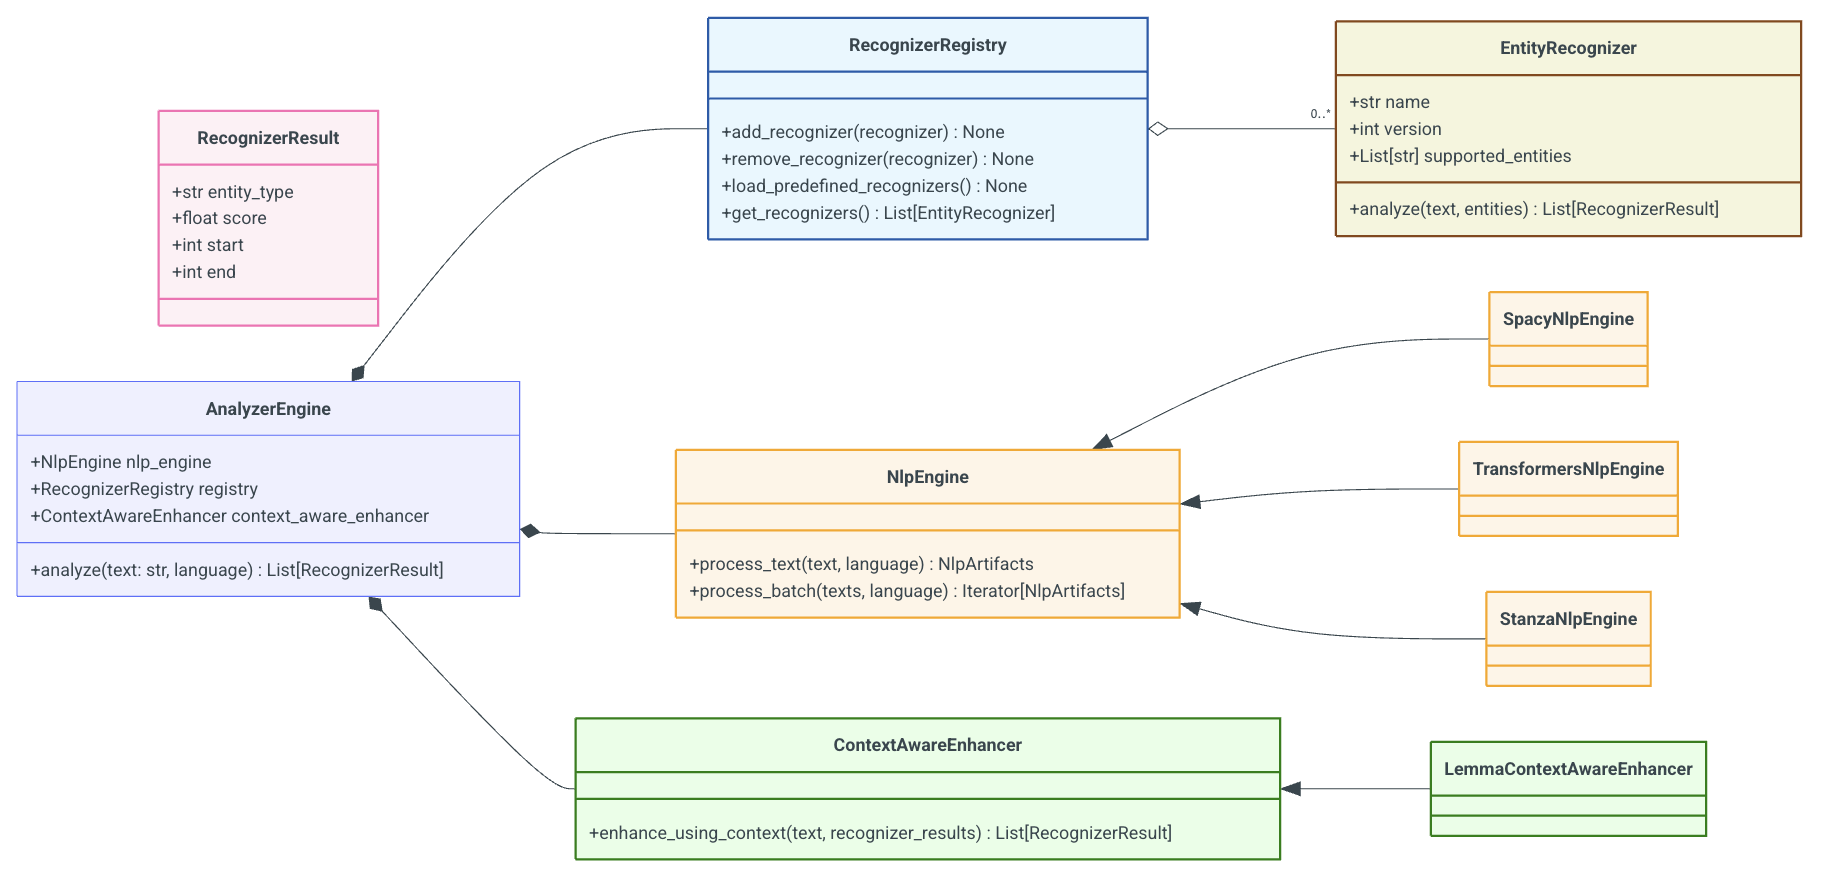 RecognizerRegistry
+add_recognizer(recognizer) : None
+remove_recognizer(recognizer) : None
+load_predefined_recognizers() : None
+get_recognizers() : List[EntityRecognizer]
0..*
EntityRecognizer
+str name
+int version
+List[str] supported_entities
+analyze(text, entities) : List[RecognizerResult]
RecognizerResult
+str entity_type
+float score
+int start
+int end
SpacyNlpEngine
AnalyzerEngine
+NlpEngine nlp_engine
+RecognizerRegistry registry
+ContextAwareEnhancer context_aware_enhancer
+analyze(text: str, language) : List[RecognizerResult]
NlpEngine
+process_text(text, language) : NlpArtifacts
+process_batch(texts, language) : Iterator[NlpArtifacts]
TransformersNlpEngine
StanzaNlpEngine
ContextAwareEnhancer
+enhance_using_context(text, recognizer_results) : List[RecognizerResult]
LemmaContextAwareEnhancer